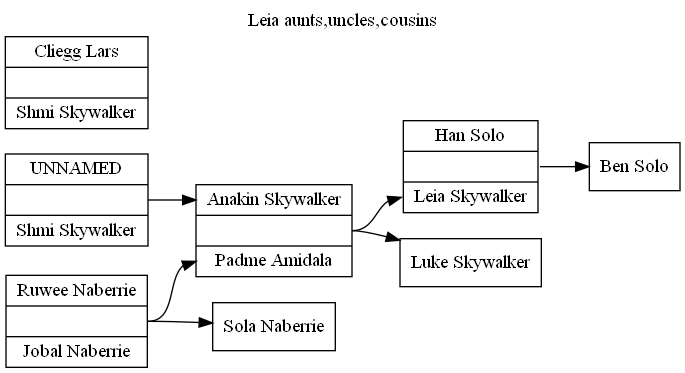 Leia aunts,uncles,cousins
Cliegg Lars
Shmi Skywalker
UNNAMED
Shmi Skywalker
Ruwee Naberrie
Jobal Naberrie
Anakin Skywalker
Padme Amidala
Sola Naberrie
Han Solo
Leia Skywalker
Luke Skywalker
Ben Solo